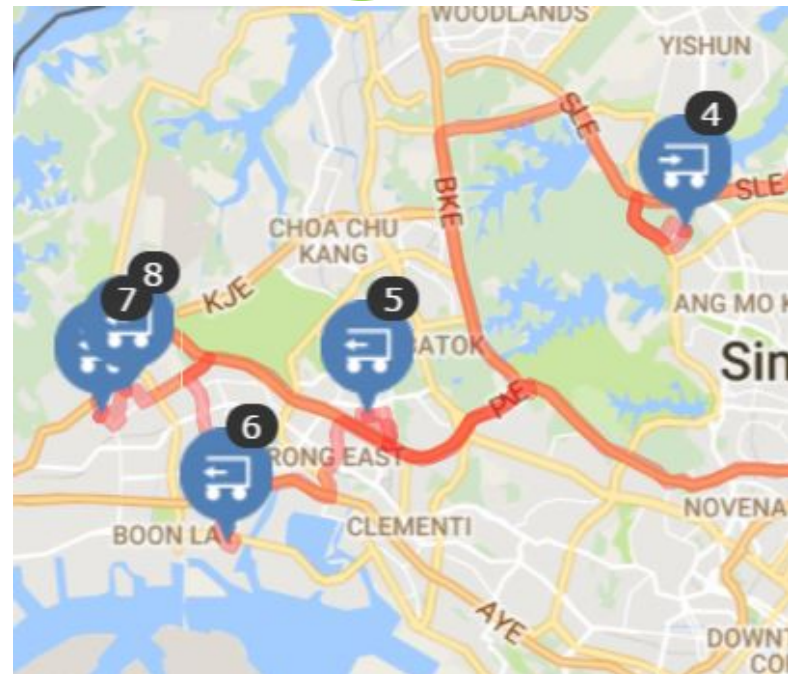 WOODLANDS
YISHUN
4
SLE
SLE
BKE
CHOA CHU
KANG
8
7
KJE
5
ANG MO K
BATOK
Sin
PIE
6
RONG EAST
NOVENA
BOON LA
CLEMENTI
AYE
DOWNT
CO